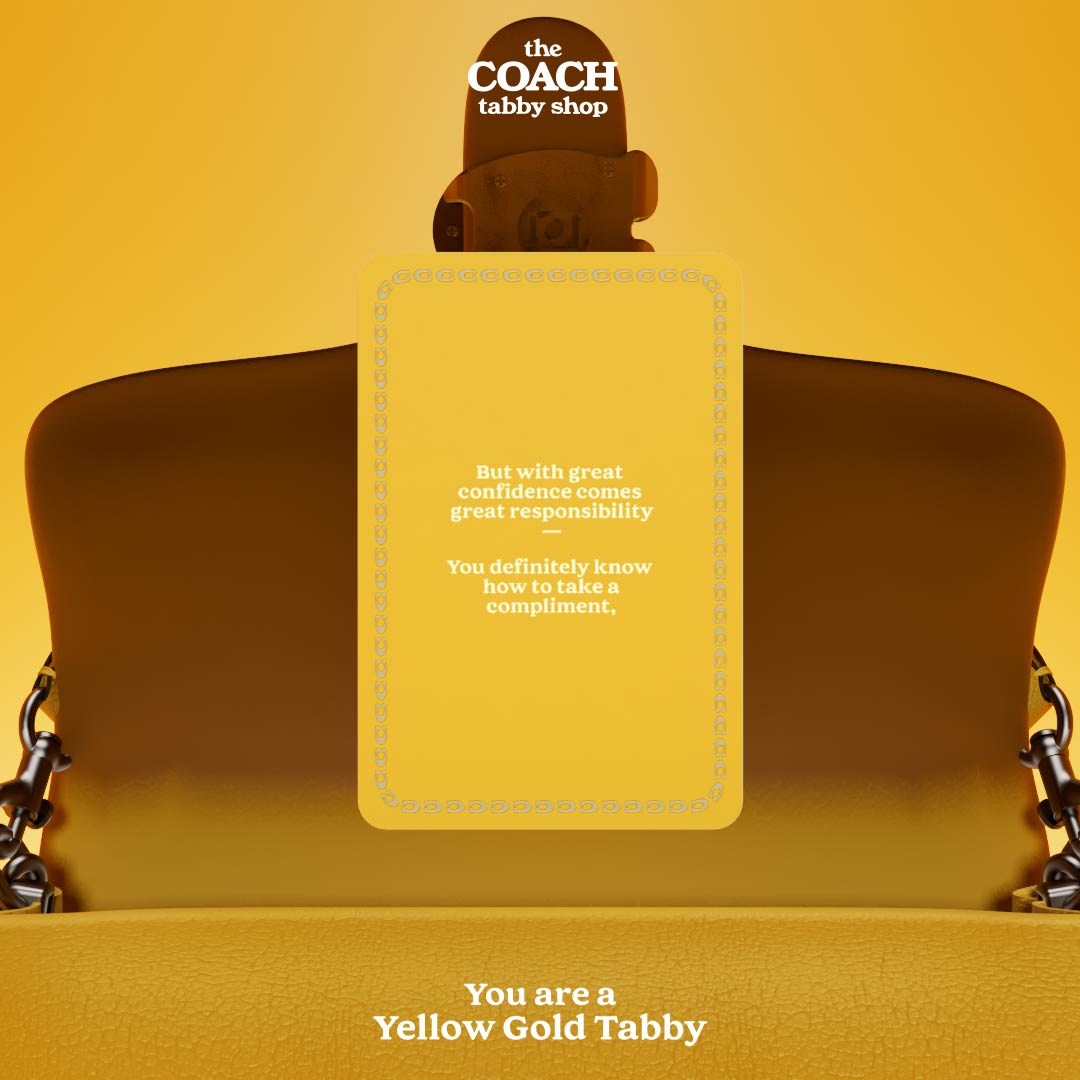 the
COACH
tabby shop
But with great
confidence comes
great responsibility
—
You definitely know
how to take a
compliment,
You are a
Yellow Gold Tabby